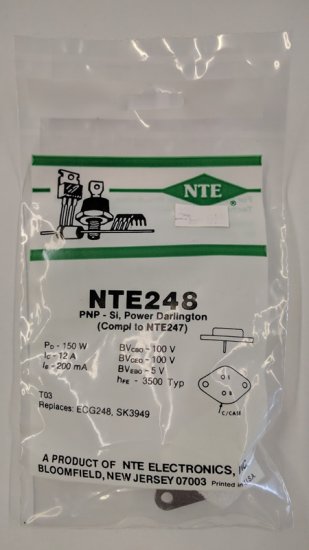 NTE®
NTE248
PNP - Si, Power Darlington
(Compl to NTE247)
PD - 150 W
IC - 12 A
IB - 200 mA
BVCBO - 100 V
BVCEO - 100 V
BVEBO - 5 V
hFE - 3500 Typ
E
B
C/CASE
TO3
Replaces: ECG248, SK3949
A PRODUCT OF NTE ELECTRONICS,
BLOOMFIELD, NEW JERSEY 07003 Printed in USA